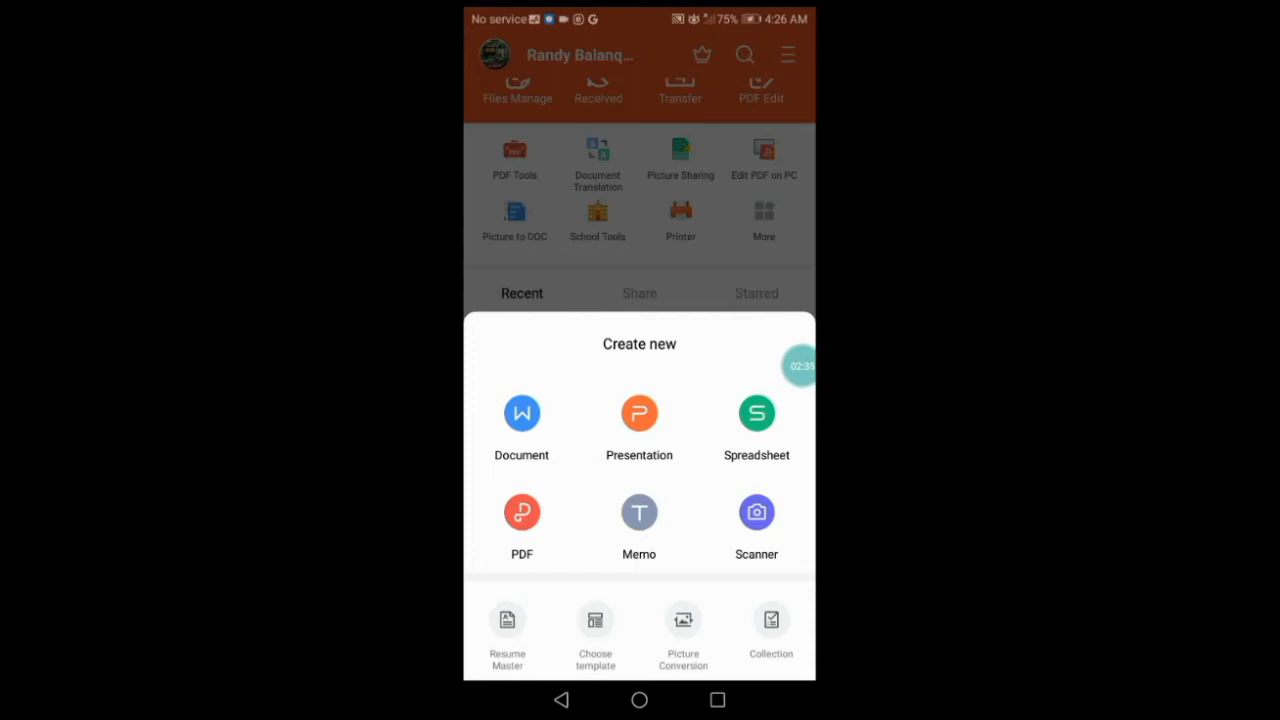 No service 75% 4:26 AM
Randy Balanq...
Files Manage Received Transfer PDF Edit
PDF Tools Document Translation Picture Sharing Edit PDF on PC
Picture to DOC School Tools Printer More
Recent Share Starred
Create new
02:35
Document Presentation Spreadsheet
PDF Memo Scanner
Resume Master Choose template Picture Conversion Collection